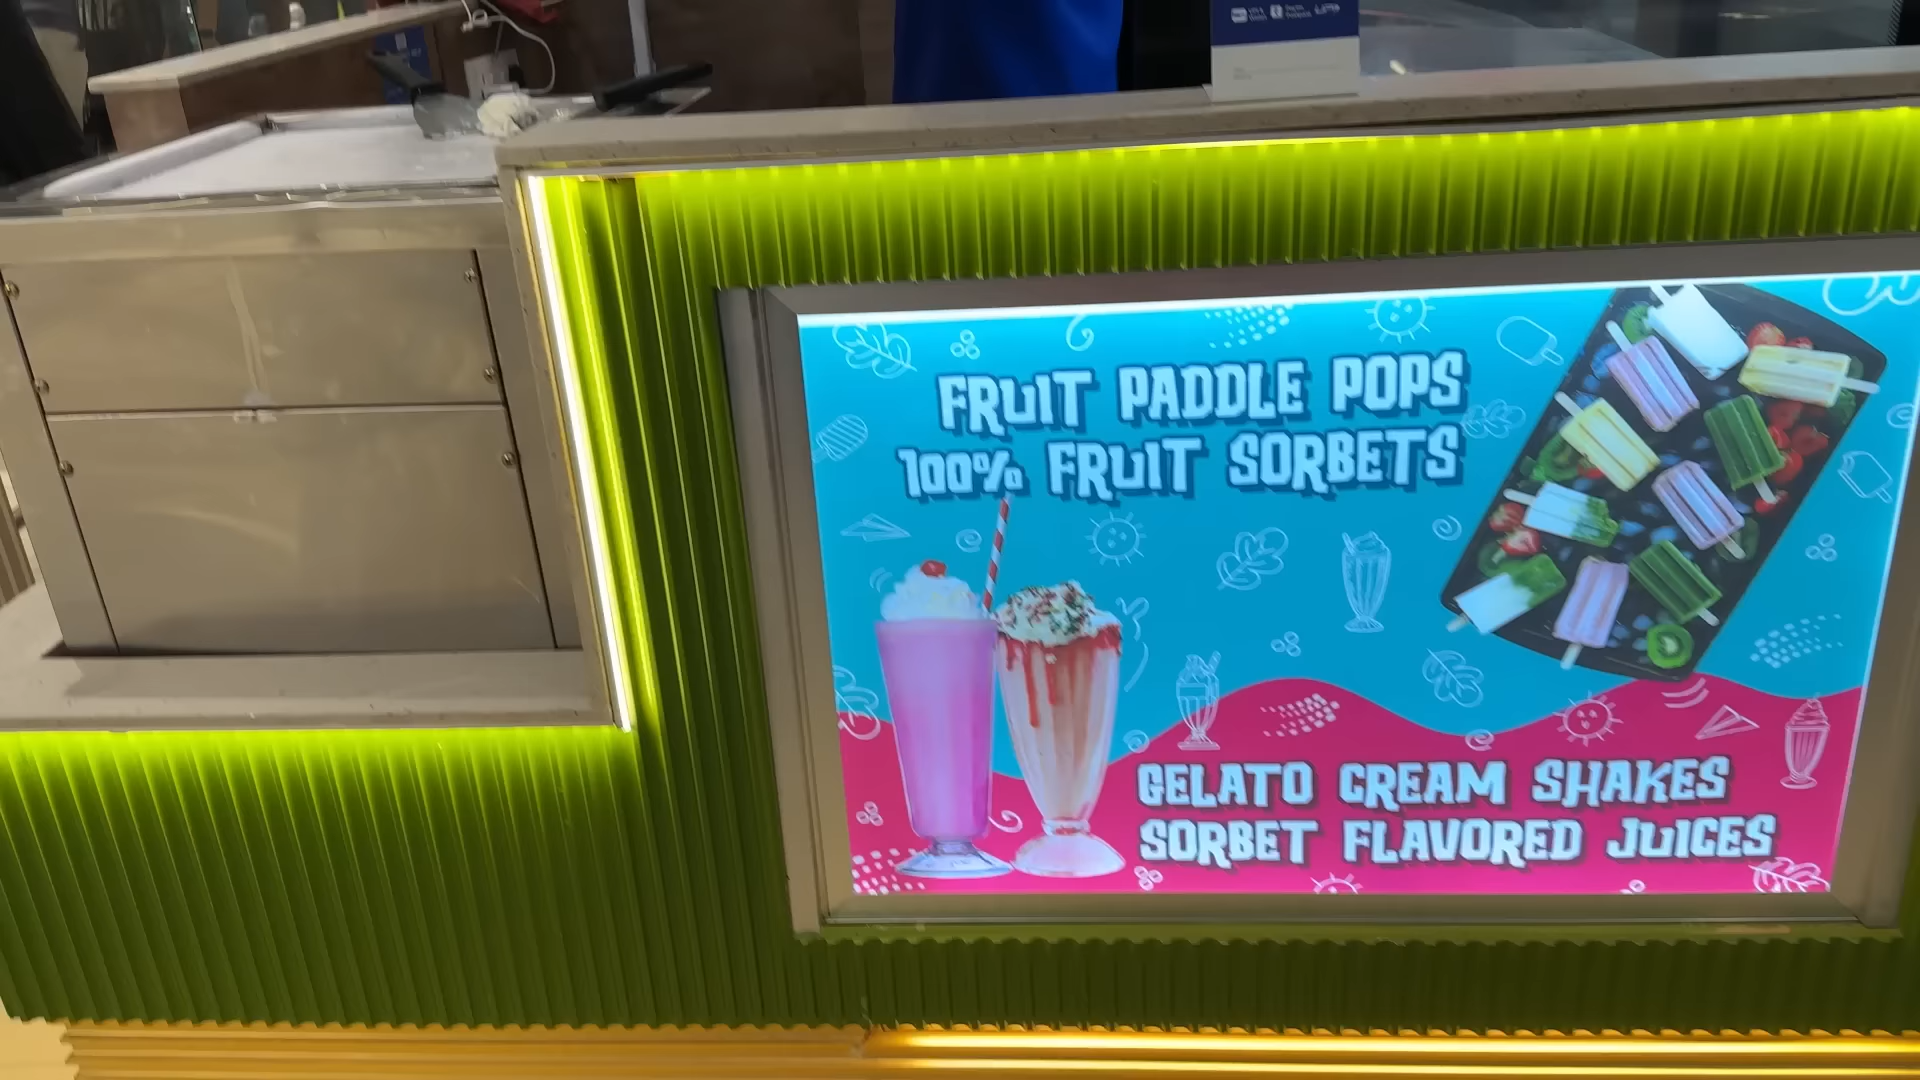 FRUIT PADDLE POPS
100% FRUIT SORBETS
GELATO CREAM SHAKES
SORBET FLAVORED JUICES